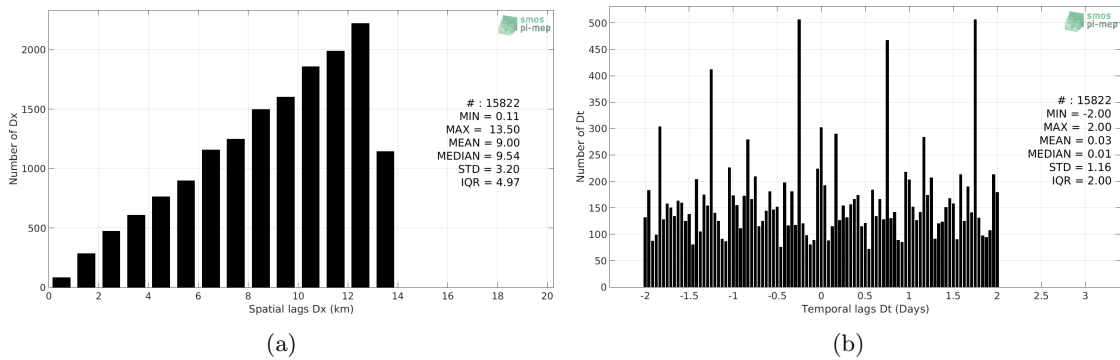 smos
pi-mep
Number of Dx
2000
1500
1000
500
0
# : 15822
MIN = 0.11
MAX = 13.50
MEAN = 9.00
MEDIAN = 9.54
STD = 3.20
IQR = 4.97
0 2 4 6 8 10 12 14 16 18 20
Spatial lags Dx (km)
(a)
smos
pi-mep
Number of Dt
500
450
400
350
300
250
200
150
100
50
0
# : 15822
MIN = -2.00
MAX = 2.00
MEAN = 0.03
MEDIAN = 0.01
STD = 1.16
IQR = 2.00
-2 -1.5 -1 -0.5 0 0.5 1 1.5 2 2.5 3
Temporal lags Dt (Days)
(b)